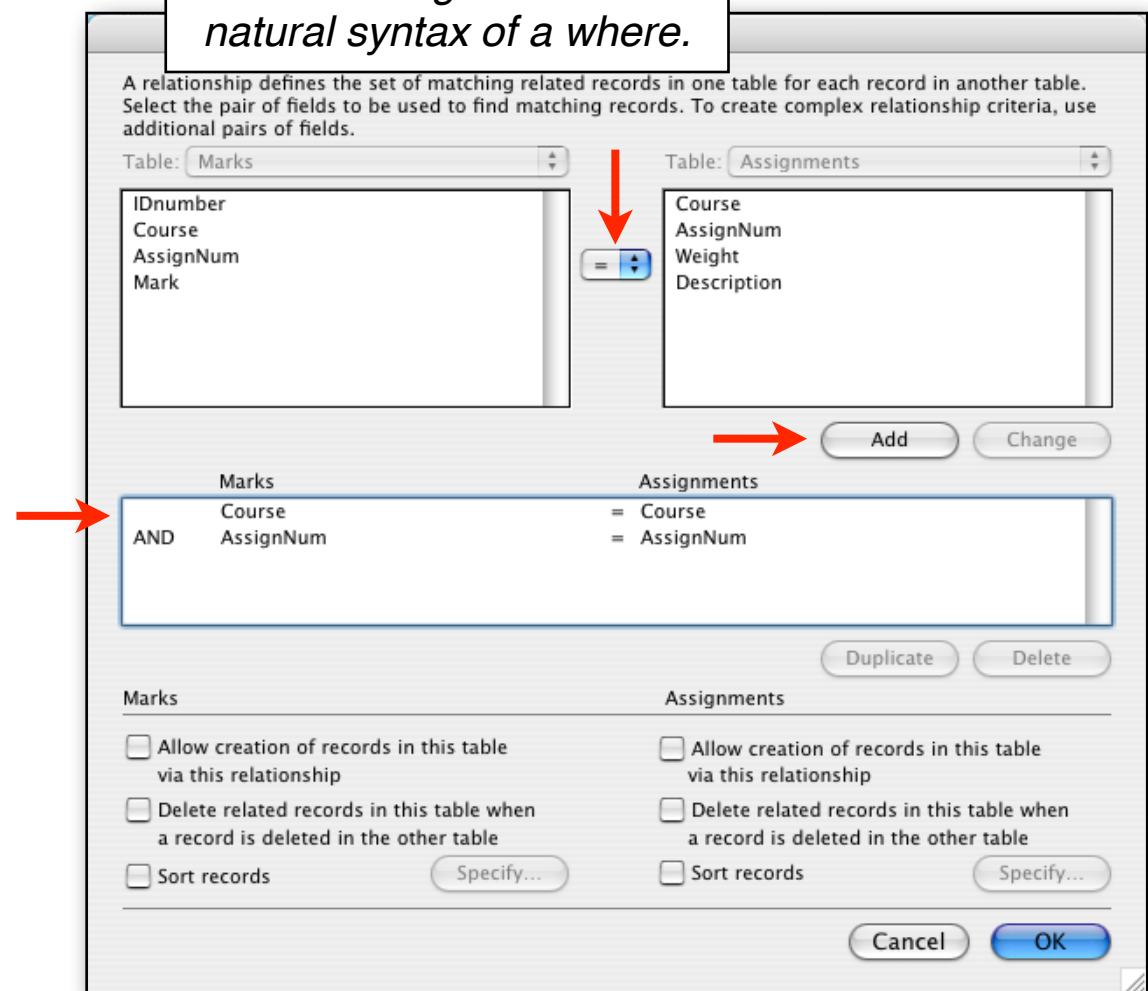 natural syntax of a where.
A relationship defines the set of matching related records in one table for each record in another table.
Select the pair of fields to be used to find matching records. To create complex relationship criteria, use
additional pairs of fields.
Table: Marks Table: Assignments
IDnumber Course
Course AssignNum
AssignNum = Weight
Mark Description
Add Change
Marks Assignments
Course = Course
AND AssignNum = AssignNum
Duplicate Delete
Marks Assignments
Allow creation of records in this table Allow creation of records in this table
via this relationship via this relationship
Delete related records in this table when Delete related records in this table when
a record is deleted in the other table a record is deleted in the other table
Sort records Specify... Sort records Specify...
Cancel OK